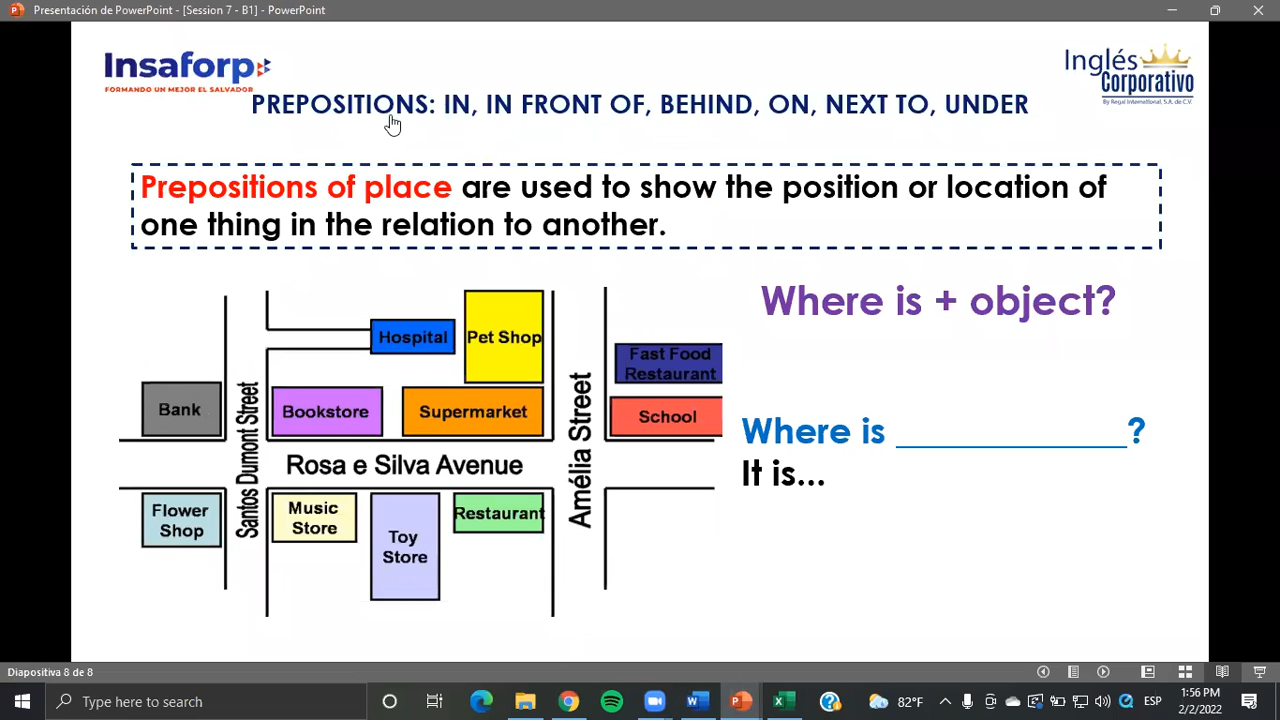 Presentación de PowerPoint - [Session 7 - B1] - PowerPoint
Insaforp
FORMANDO UN MEJOR EL SALVADOR
Inglés
Corporativo
By Regal International, S.A. de C.V.
PREPOSITIONS: IN, IN FRONT OF, BEHIND, ON, NEXT TO, UNDER
Prepositions of place are used to show the position or location of
one thing in the relation to another.
Where is + object?
Hospital
Pet Shop
Fast Food
Restaurant
Bank
Santos Dumont Street
Bookstore
Supermarket
Amélia Street
School
Where is ____________?
It is...
Rosa e Silva Avenue
Flower
Shop
Music
Store
Toy
Store
Restaurant
Diapositiva 8 de 8
Type here to search
82°F
ESP
1:56 PM
2/2/2022